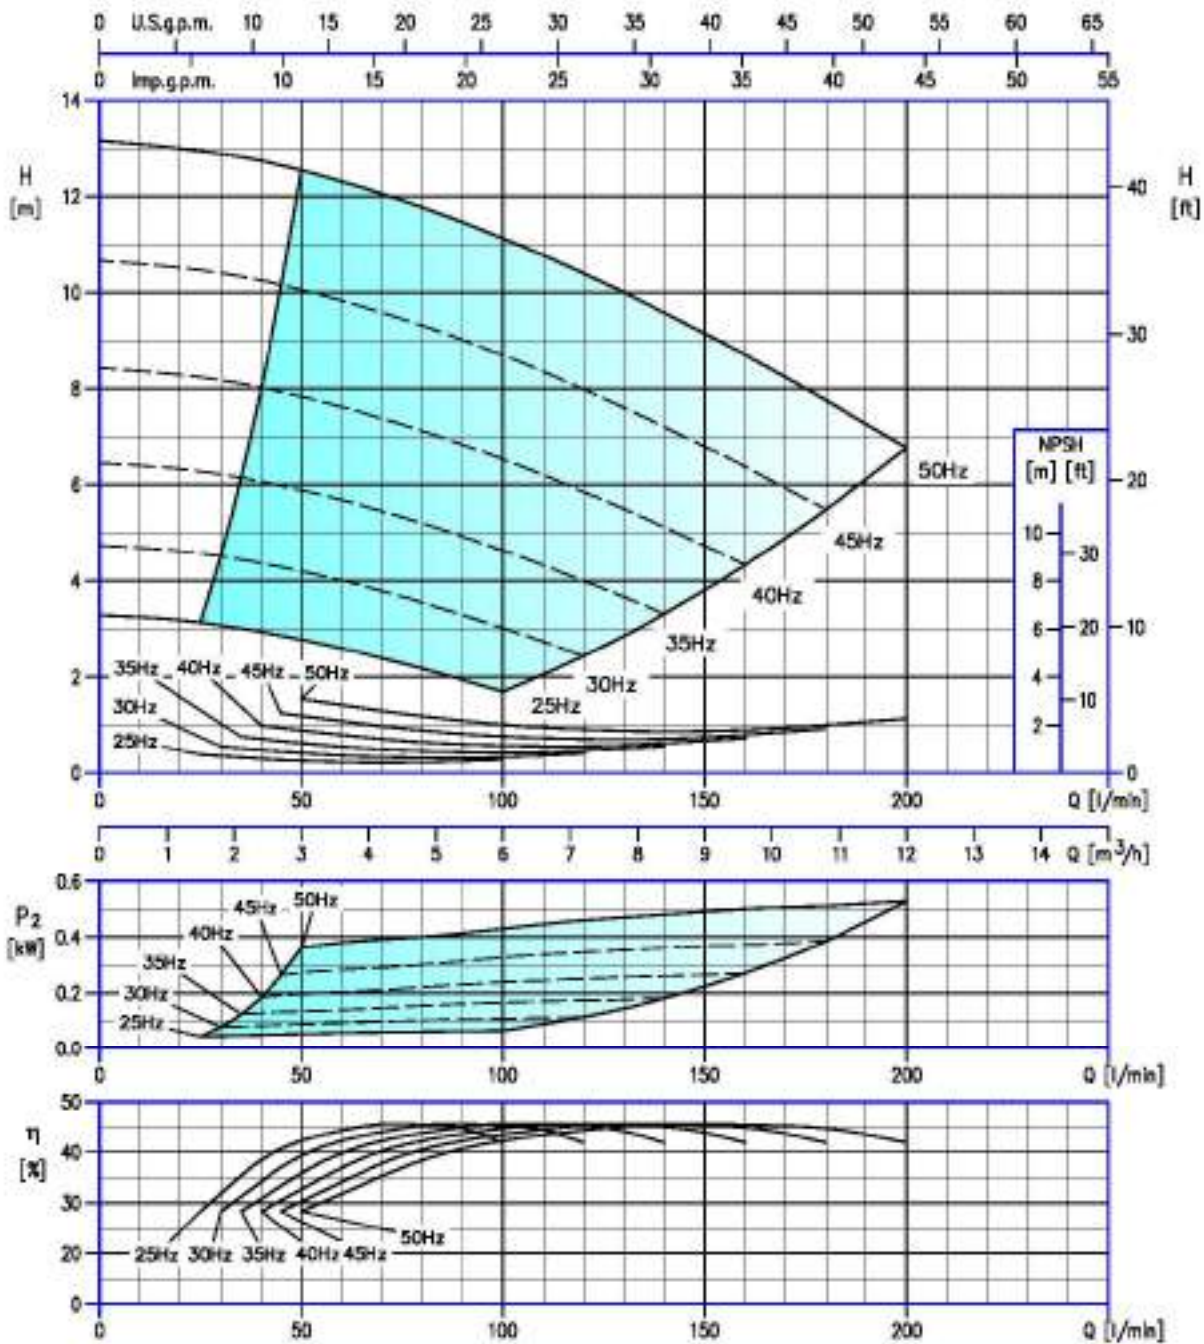 0 U.S.g.p.m. 10 15 20 25 30 35 40 45 50 55 60 65
0 Imp.g.p.m. 10 15 20 25 30 35 40 45 50 55
H
[m]
14
12
10
8
6
4
2
0
H
[ft]
40
30
20
10
0
NPSH
[m] [ft]
10
8
6
4
2
30
20
10
50Hz
45Hz
40Hz
35Hz
30Hz
25Hz
35Hz 40Hz 45Hz 50Hz
30Hz
25Hz
0 50 100 150 200 Q [l/min]
0 1 2 3 4 5 6 7 8 9 10 11 12 13 14 Q [m³/h]
P2
[kW]
0.6
0.4
0.2
0.0
45Hz 50Hz
40Hz
35Hz
30Hz
25Hz
0 50 100 150 200 Q [l/min]
η
[%]
50
40
30
20
0
25Hz 30Hz 35Hz 40Hz 45Hz 50Hz
0 50 100 150 200 Q [l/min]